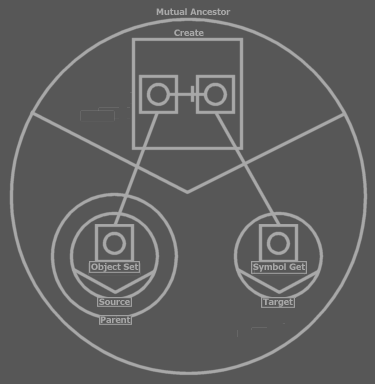 Mutual Ancestor
Create
Object Set
Symbol Get
Source
Target
Parent